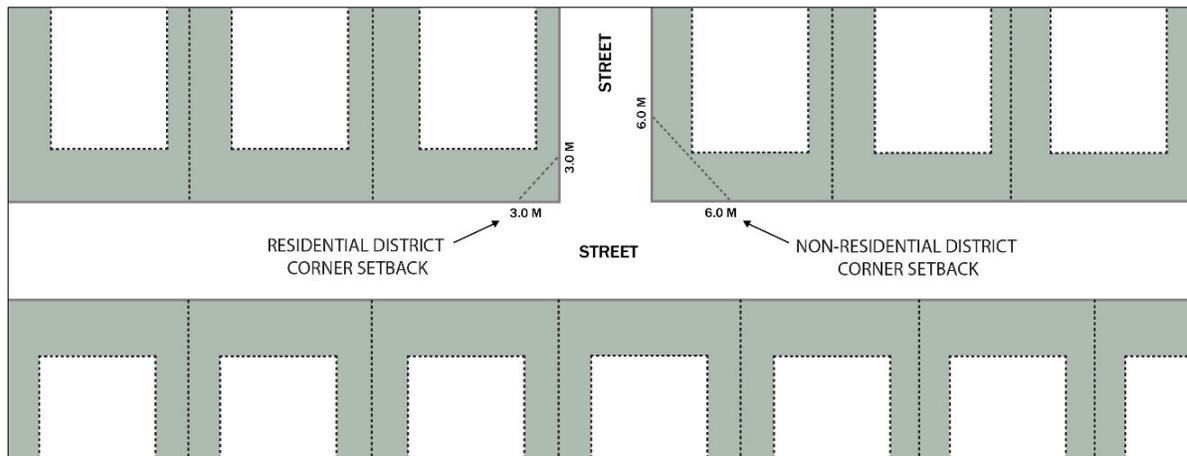 STREET
6.0 M
3.0 M
3.0 M
6.0 M
RESIDENTIAL DISTRICT
CORNER SETBACK
STREET
NON-RESIDENTIAL DISTRICT
CORNER SETBACK